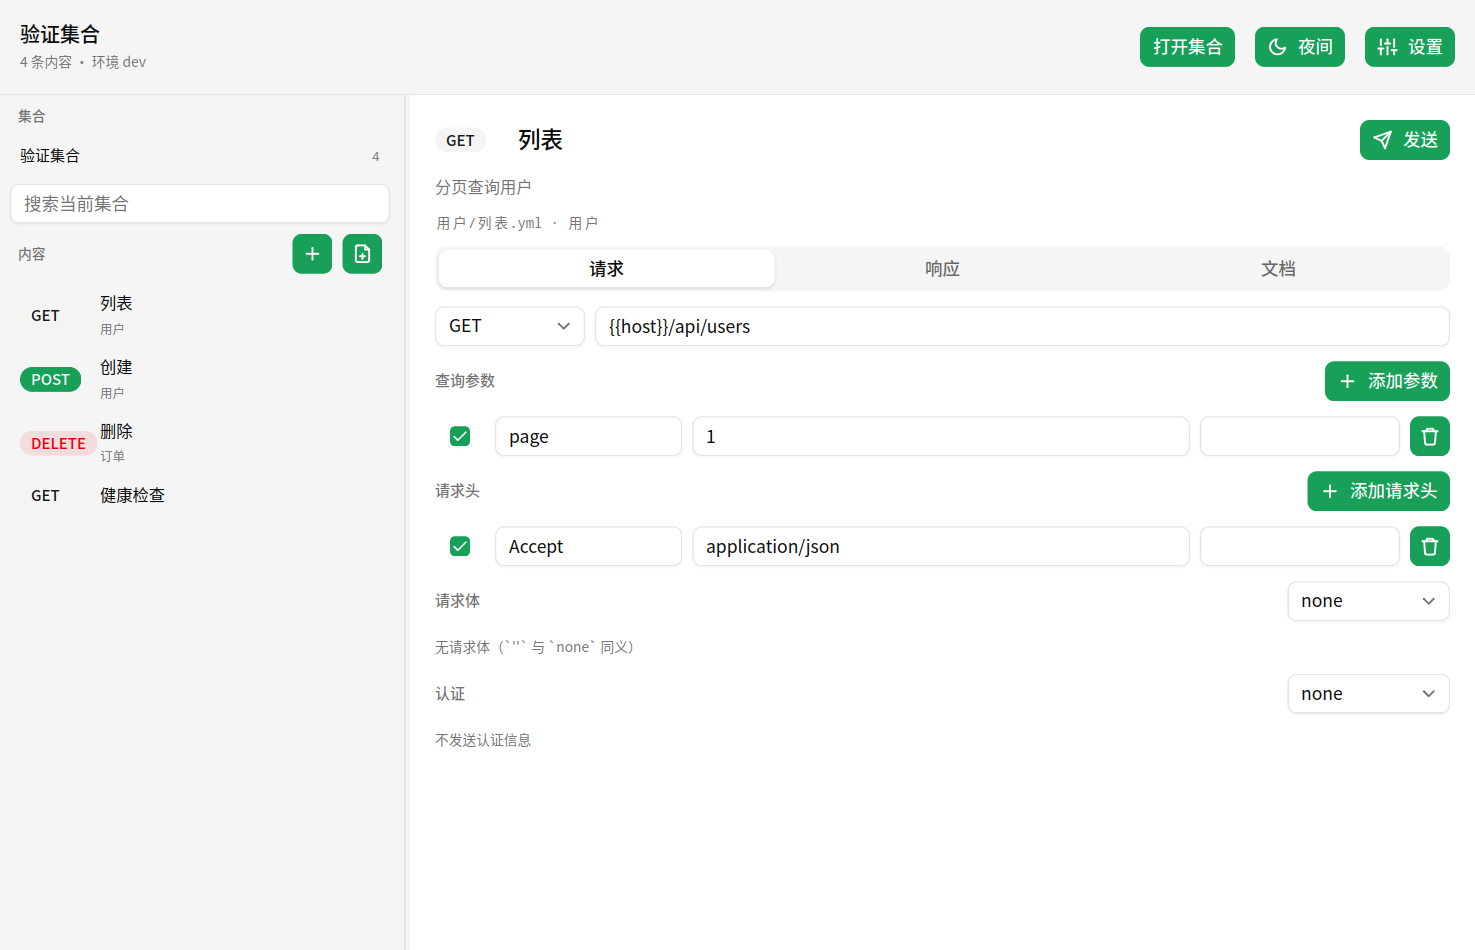 验证集合
4 条内容 • 环境 dev
打开集合
夜间
设置
集合
验证集合
4
搜索当前集合
内容
GET
列表
用户
POST
创建
用户
DELETE
删除
订单
GET
健康检查
GET
列表
发送
分页查询用户
用户/列表.yml · 用户
请求
响应
文档
GET
{{host}}/api/users
查询参数
添加参数
page
1
请求头
添加请求头
Accept
application/json
请求体
none
无请求体（`''` 与 `none` 同义）
认证
none
不发送认证信息